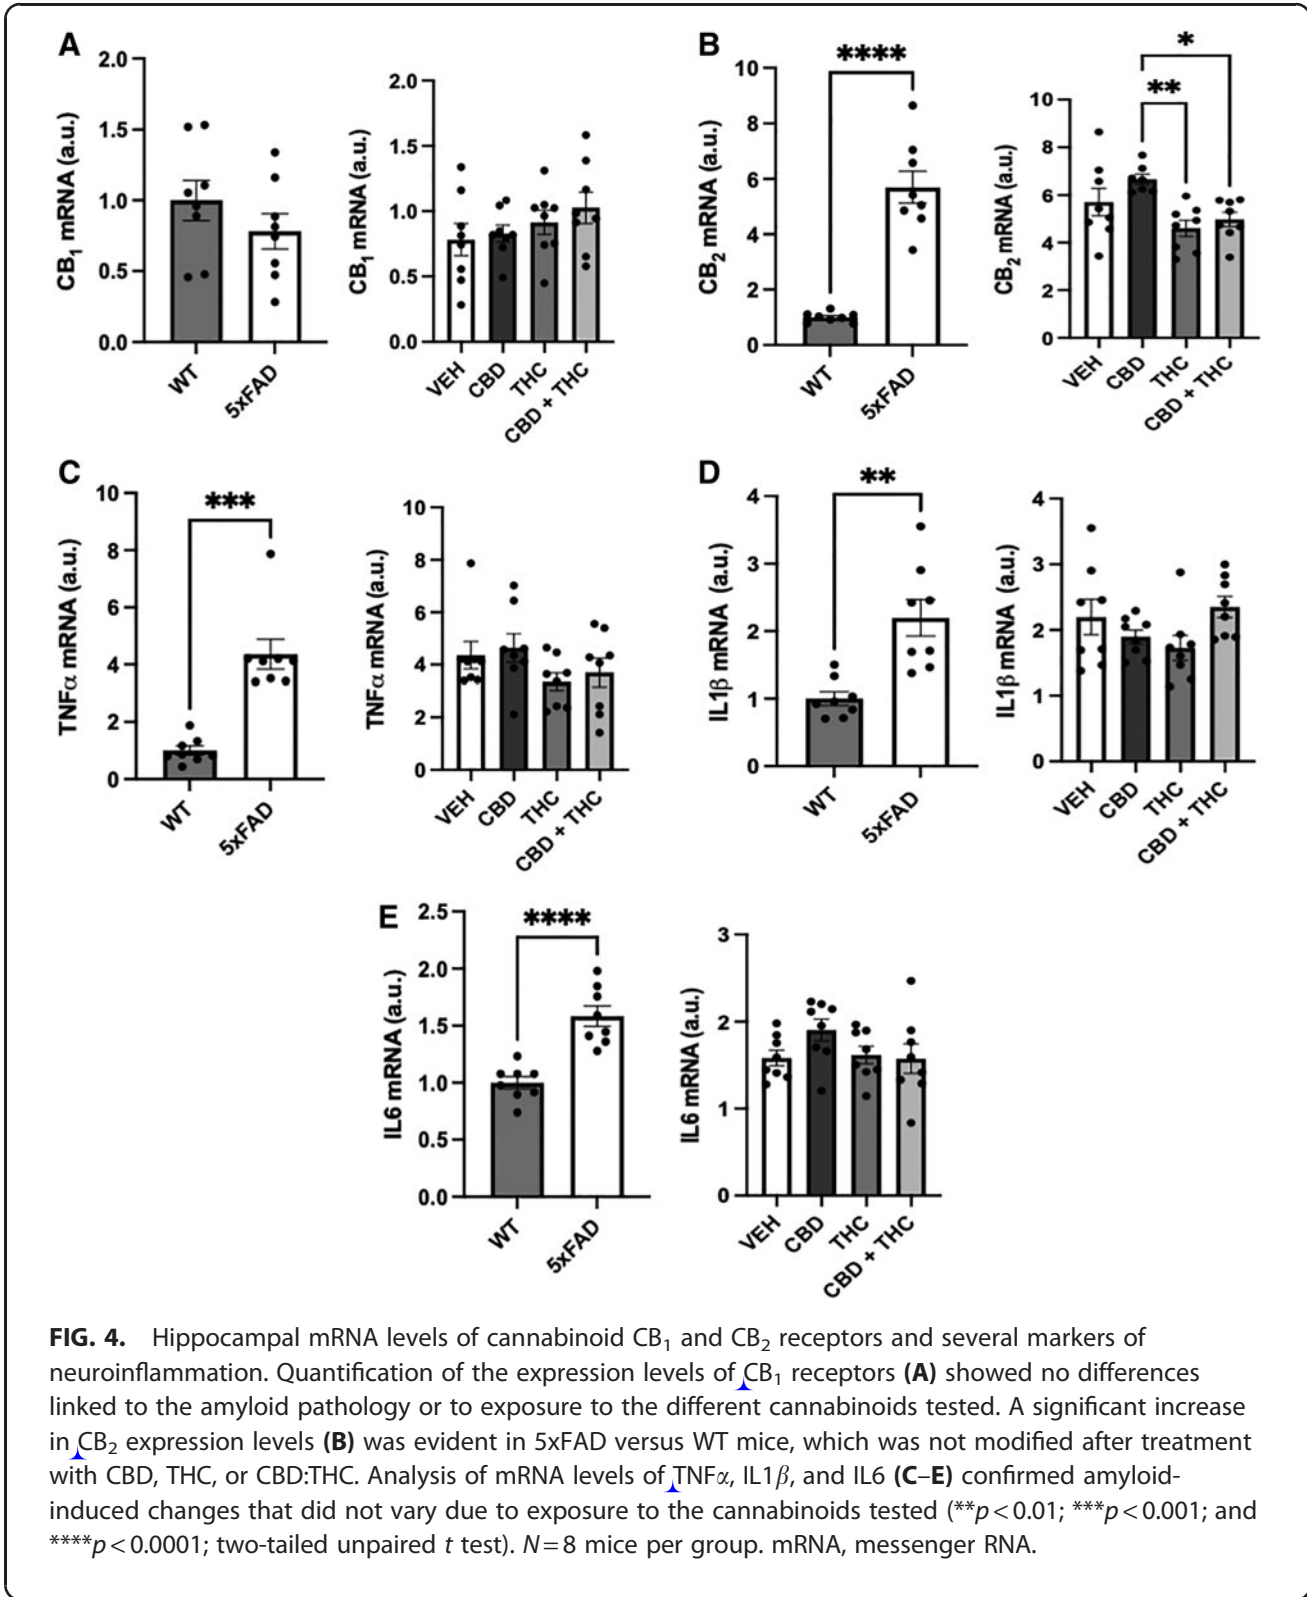 A
2.0
1.5
1.0
0.5
0.0
CB₁ mRNA (a.u.)
WT
5xFAD
2.0
1.5
1.0
0.5
0.0
CB₁ mRNA (a.u.)
VEH
CBD
THC
CBD + THC
B
****
10
8
6
4
2
0
CB₂ mRNA (a.u.)
WT
5xFAD
*
**
10
8
6
4
2
0
CB₂ mRNA (a.u.)
VEH
CBD
THC
CBD + THC
C
***
10
8
6
4
2
0
TNFα mRNA (a.u.)
WT
5xFAD
10
8
6
4
2
0
TNFα mRNA (a.u.)
VEH
CBD
THC
CBD + THC
D
**
4
3
2
1
0
IL1β mRNA (a.u.)
WT
5xFAD
4
3
2
1
0
IL1β mRNA (a.u.)
VEH
CBD
THC
CBD + THC
E
****
2.5
2.0
1.5
1.0
0.5
0.0
IL6 mRNA (a.u.)
WT
5xFAD
3
2
1
0
IL6 mRNA (a.u.)
VEH
CBD
THC
CBD + THC
FIG. 4. Hippocampal mRNA levels of cannabinoid CB₁ and CB₂ receptors and several markers of
neuroinflammation. Quantification of the expression levels of CB₁ receptors (A) showed no differences
linked to the amyloid pathology or to exposure to the different cannabinoids tested. A significant increase
in CB₂ expression levels (B) was evident in 5xFAD versus WT mice, which was not modified after treatment
with CBD, THC, or CBD:THC. Analysis of mRNA levels of TNFα, IL1β, and IL6 (C–E) confirmed amyloid-
induced changes that did not vary due to exposure to the cannabinoids tested (**p < 0.01; ***p < 0.001; and
****p < 0.0001; two-tailed unpaired t test). N = 8 mice per group. mRNA, messenger RNA.